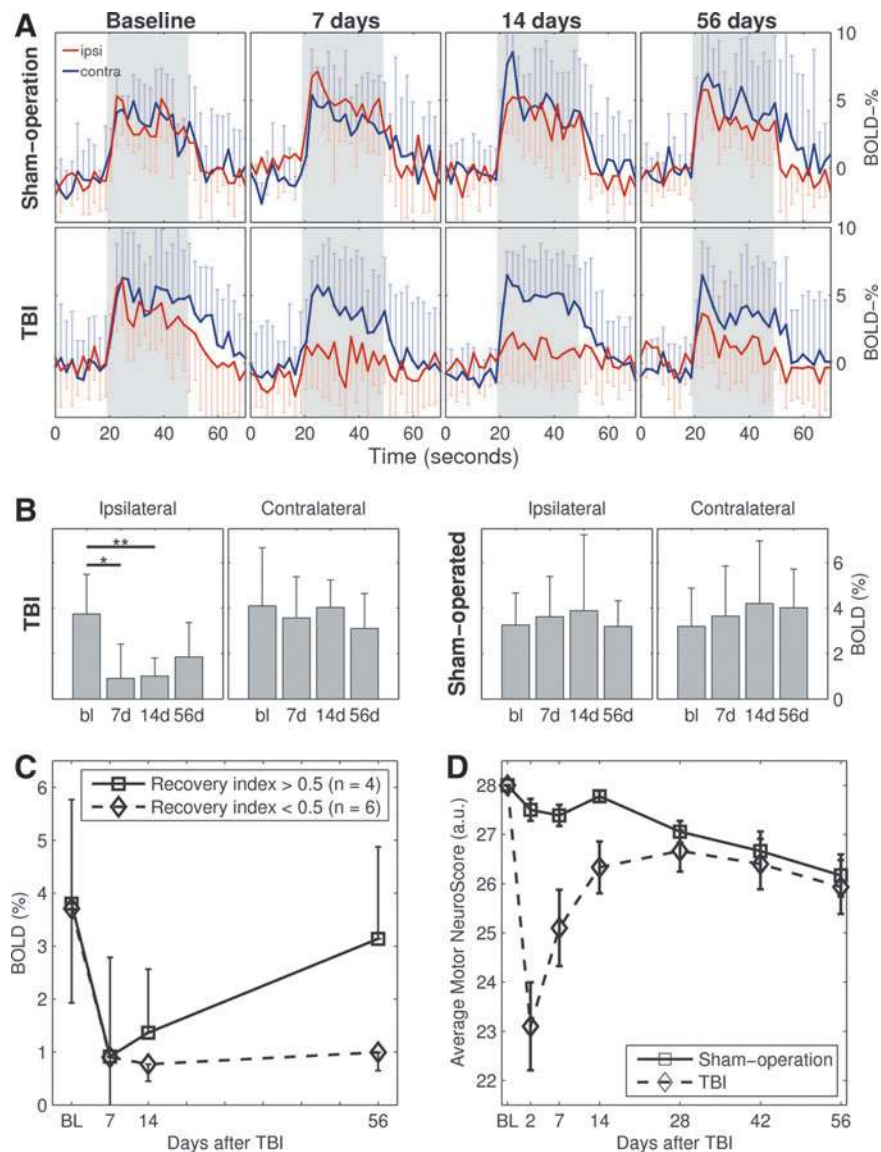 A
Baseline
7 days
14 days
56 days
Sham-operation
ipsi
contra
10
5
0
BOLD-%
TBI
10
5
0
BOLD-%
0 20 40 60 0 20 40 60 0 20 40 60 0 20 40 60
Time (seconds)
B
Ipsilateral
Contralateral
Ipsilateral
Contralateral
TBI
**
*
Sham-operated
6
4
2
0
BOLD (%)
bl 7d 14d 56d bl 7d 14d 56d bl 7d 14d 56d bl 7d 14d 56d
C
Recovery index > 0.5 (n = 4)
Recovery index < 0.5 (n = 6)
6
5
4
3
2
1
0
BOLD (%)
BL 7 14 56
Days after TBI
D
28
27
26
25
24
23
22
Average Motor NeuroScore (a.u.)
Sham-operation
TBI
BL 2 7 14 28 42 56
Days after TBI